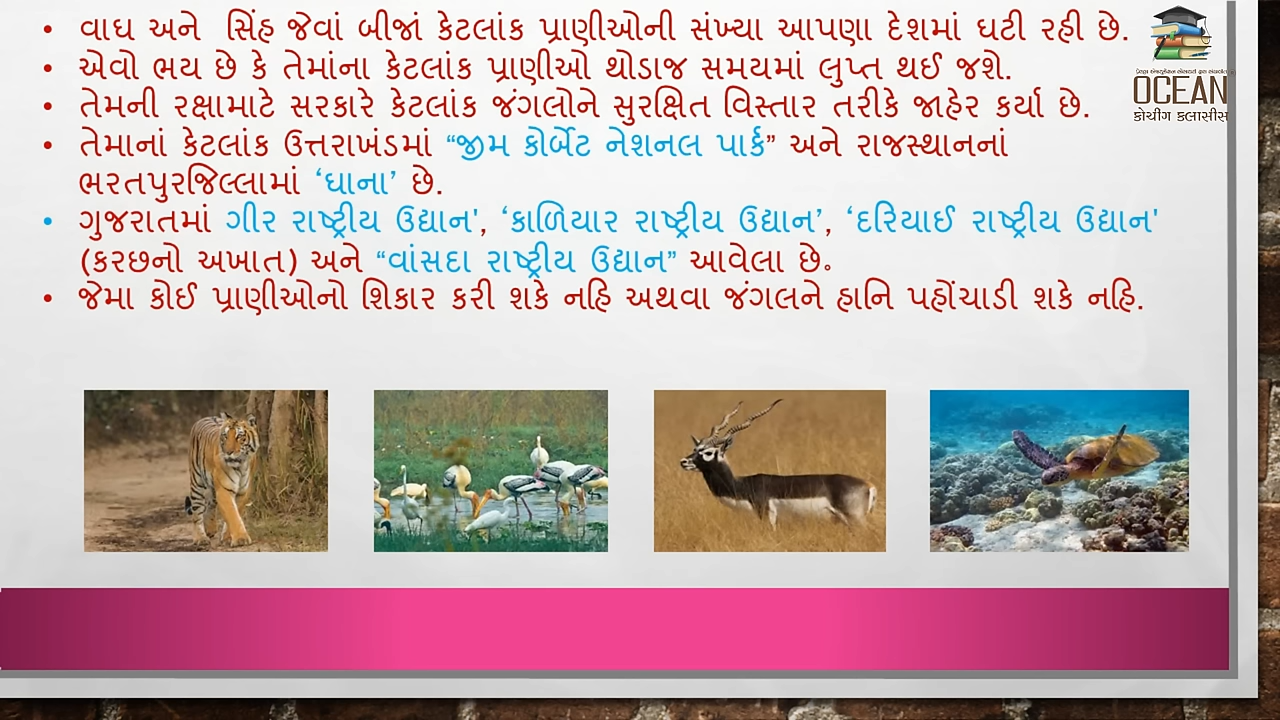 • વાઘ અને  સિંહ જેવાં બીજાં કેટલાંક પ્રાણીઓની સંખ્યા આપણા દેશમાં ઘટી રહી છે.
• એવો ભય છે કે તેમાંના કેટલાંક પ્રાણીઓ થોડાજ સમયમાં લુપ્ત થઈ જશે.
• તેમની રક્ષામાટે સરકારે કેટલાંક જંગલોને સુરક્ષિત વિસ્તાર તરીકે જાહેર કર્યા છે.
• તેમાનાં કેટલાંક ઉત્તરાખંડમાં “જીમ કોર્બેટ નેશનલ પાર્ક” અને રાજસ્થાનનાં
ભરતપુરજિલ્લામાં ‘ઘાના’ છે.
• ગુજરાતમાં ગીર રાષ્ટ્રીય ઉદ્યાન', ‘કાળિયાર રાષ્ટ્રીય ઉદ્યાન’, ‘દરિયાઈ રાષ્ટ્રીય ઉદ્યાન'
(કરછનો અખાત) અને “વાંસદા રાષ્ટ્રીય ઉદ્યાન” આવેલા છે.
• જેમા કોઈ પ્રાણીઓનો શિકાર કરી શકે નહિ અથવા જંગલને હાનિ પહોંચાડી શકે નહિ.
OCEAN
કોચીંગ કલાસીસ